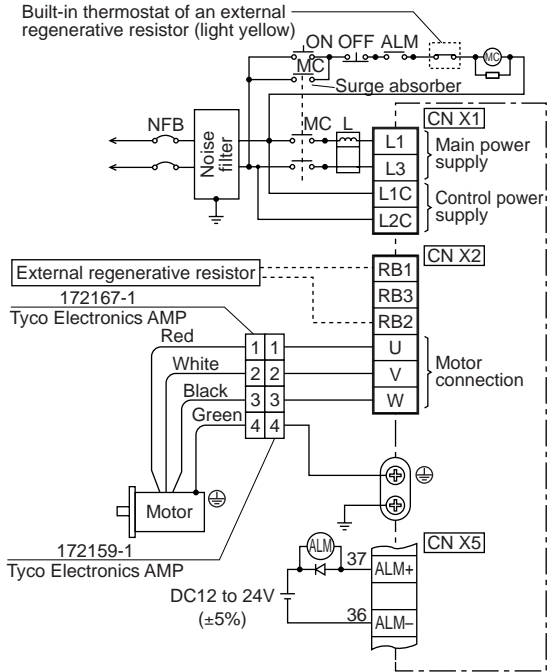 Built-in thermostat of an external
regenerative resistor (light yellow)
ON OFF ALM
MC
MC
Surge absorber
NFB
Noise
filter
MC L
CN X1
L1
L3
L1C
L2C
Main power
supply
Control power
supply
CN X2
External regenerative resistor
RB1
RB3
RB2
U
V
W
172167-1
Tyco Electronics AMP
Red
White
Black
Green
1 1
2 2
3 3
4 4
Motor
connection
Motor
172159-1
Tyco Electronics AMP
ALM
DC12 to 24V
(±5%)
37
36
CN X5
ALM+
ALM–